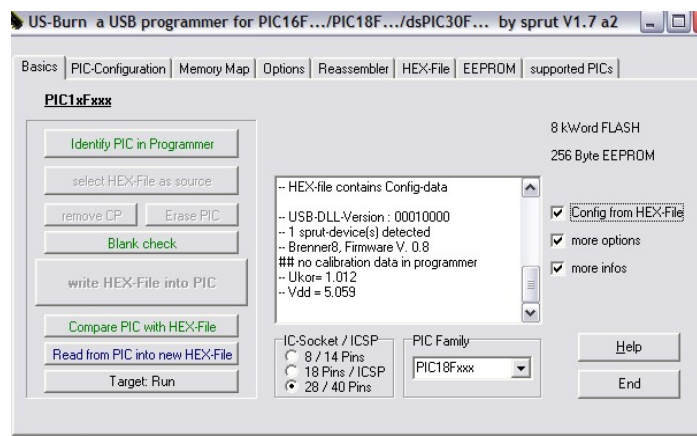 US-Burn a USB programmer for PIC16F.../PIC18F.../dsPIC30F... by sprut V1.7 a2
Basics PIC-Configuration Memory Map Options Reassembler HEX-File EEPROM supported PICs
PIC1xFxxx
Identify PIC in Programmer
select HEX-File as source
remove CP Erase PIC
Blank check
write HEX-File into PIC
Compare PIC with HEX-File
Read from PIC into new HEX-File
Target: Run
-- HEX-file contains Config-data
-- USB-DLL-Version : 00010000
-- 1 sprut-device(s) detected
-- Brenner8, Firmware V. 0.8
## no calibration data in programmer
-- Ukor= 1.012
-- Vdd = 5.059
IC-Socket / ICSP
8 / 14 Pins
18 Pins / ICSP
28 / 40 Pins
PIC Family
PIC18Fxxx
8 kWord FLASH
256 Byte EEPROM
Config from HEX-File
more options
more infos
Help
End